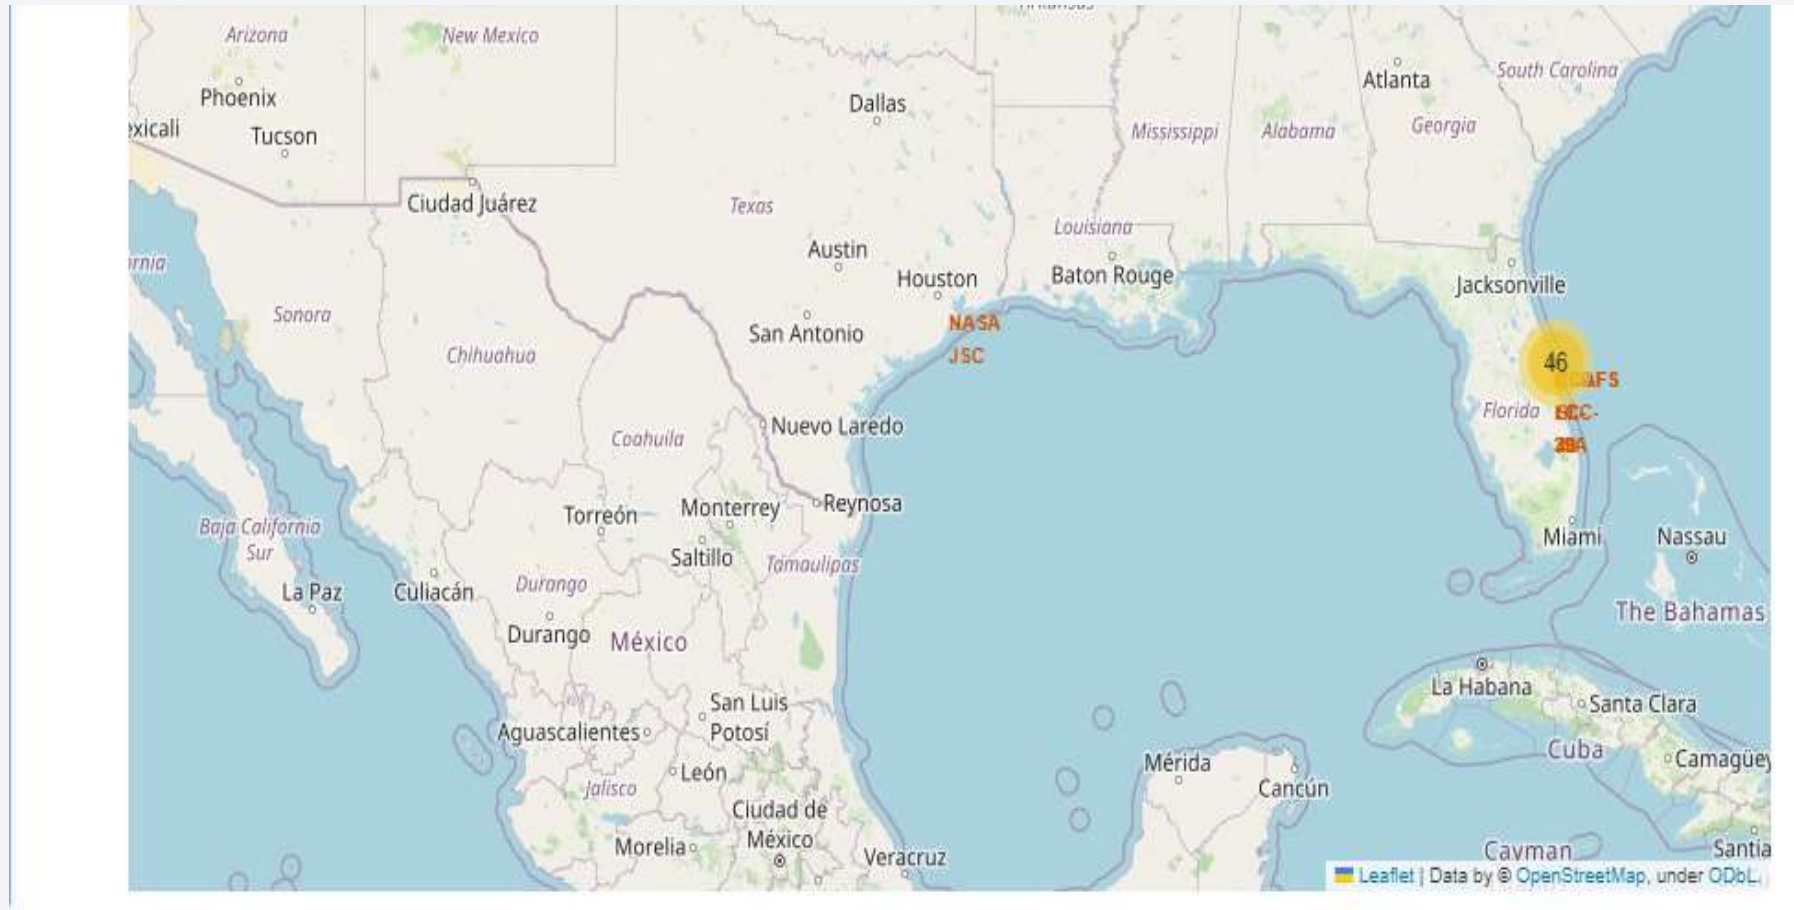 Arizona
New Mexico
Phoenix
Tucson
exicali
Ciudad Juárez
Dallas
Texas
Austin
Houston
San Antonio
Mississippi
Alabama
Georgia
Atlanta
South Carolina
Louisiana
Baton Rouge
Jacksonville
NASA
JSC
46
Florida
Miami
Nassau
The Bahamas
Sonora
Chihuahua
Coahuila
Nuevo Laredo
Reynosa
Torreón
Monterrey
Saltillo
Tamaulipas
Baja California
Sur
La Paz
Culiacán
Durango
Durango
México
San Luis
Potosí
Aguascalientes
León
Jalisco
Ciudad de
México
Morelia
Veracruz
Mérida
Cancún
La Habana
Santa Clara
Cuba
Camagüey
Cayman
Santia
Leaflet | Data by © OpenStreetMap, under ODbL.